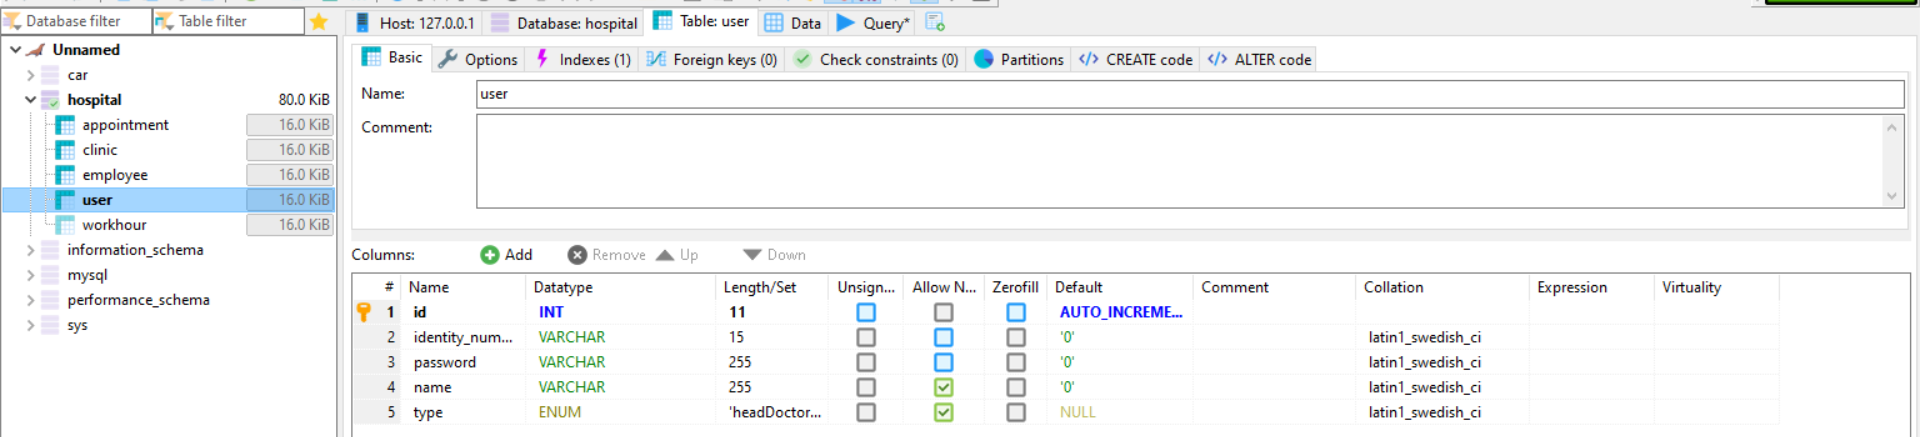 Database filter
Table filter
Host: 127.0.0.1
Database: hospital
Table: user
Data
Query*
Unnamed
car
hospital 80.0 KiB
appointment 16.0 KiB
clinic 16.0 KiB
employee 16.0 KiB
user 16.0 KiB
workhour 16.0 KiB
information_schema
mysql
performance_schema
sys
Basic
Options
Indexes (1)
Foreign keys (0)
Check constraints (0)
Partitions
</> CREATE code
</> ALTER code
Name: user
Comment:
Columns: Add Remove Up Down
# Name Datatype Length/Set Unsign... Allow N... Zerofill Default Comment Collation Expression Virtuality
1 id INT 11 AUTO_INCREME...
2 identity_num... VARCHAR 15 '0' latin1_swedish_ci
3 password VARCHAR 255 '0' latin1_swedish_ci
4 name VARCHAR 255 '0' latin1_swedish_ci
5 type ENUM 'headDoctor... NULL latin1_swedish_ci